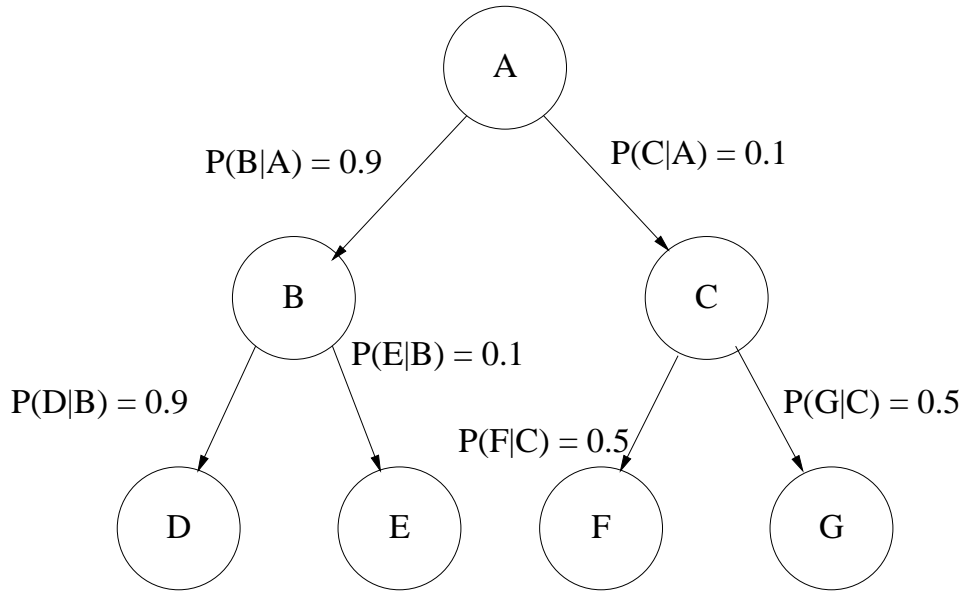 A
P(B|A) = 0.9
P(C|A) = 0.1
B
C
P(E|B) = 0.1
P(D|B) = 0.9
P(G|C) = 0.5
P(F|C) = 0.5
D
E
F
G